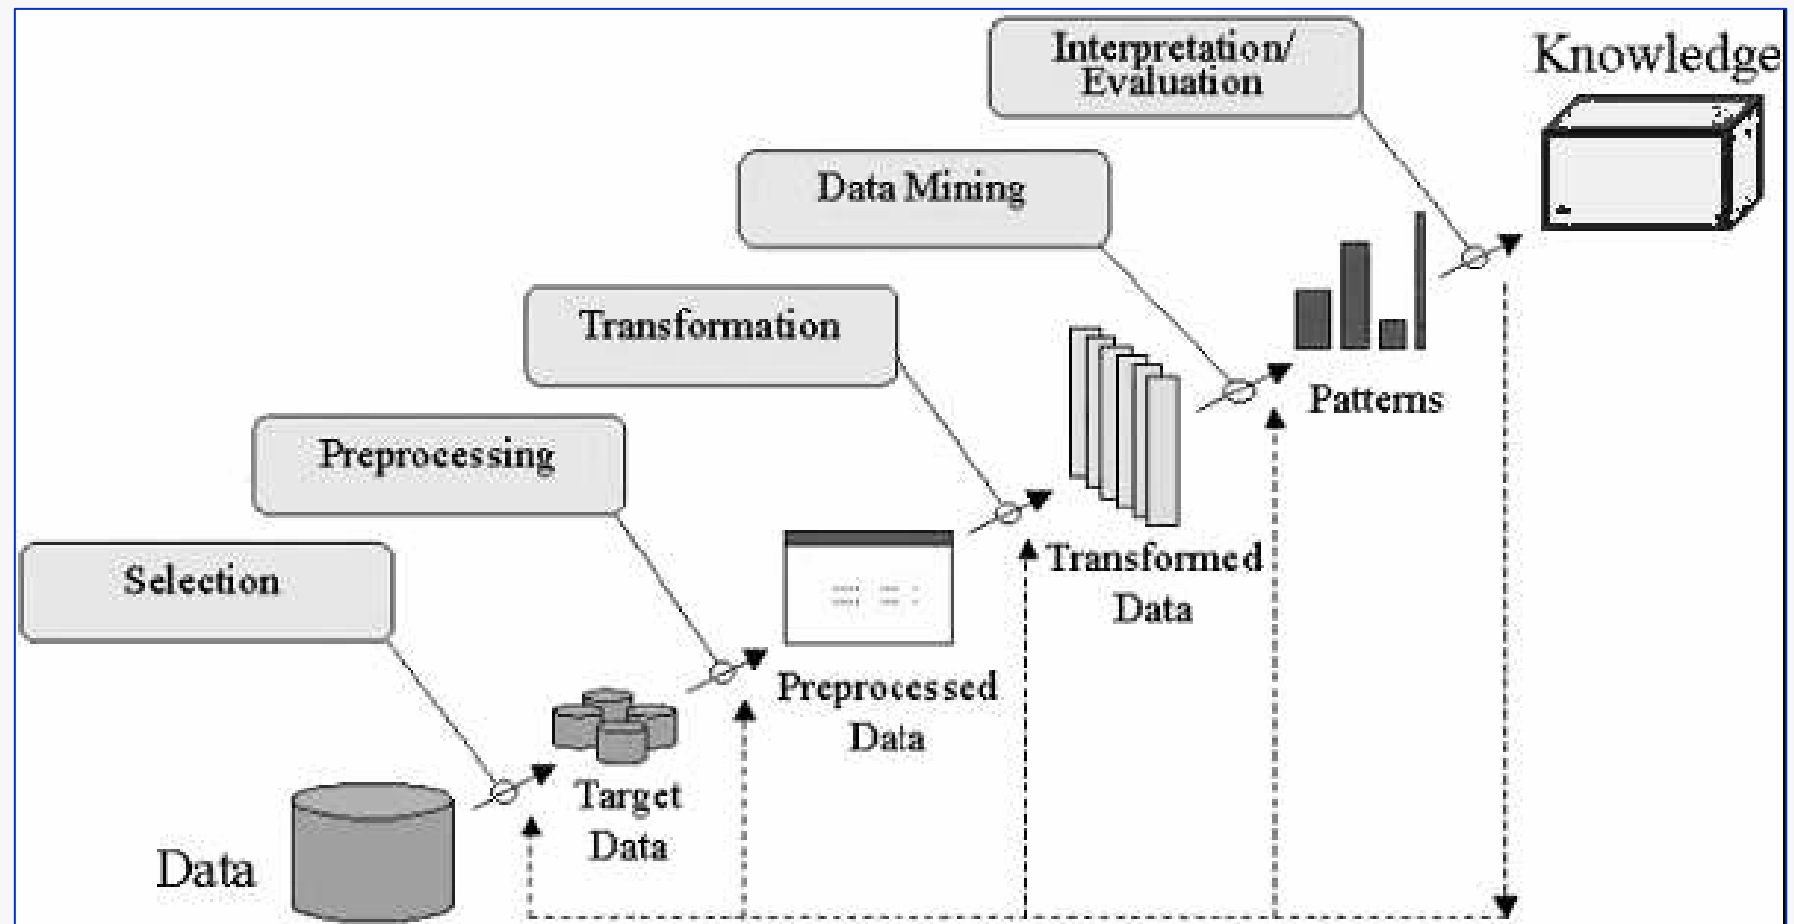 Interpretation/
Evaluation
Knowledge
Data Mining
Transformation
Patterns
Preprocessing
Transformed
Data
Selection
Preprocessed
Data
Target
Data
Data